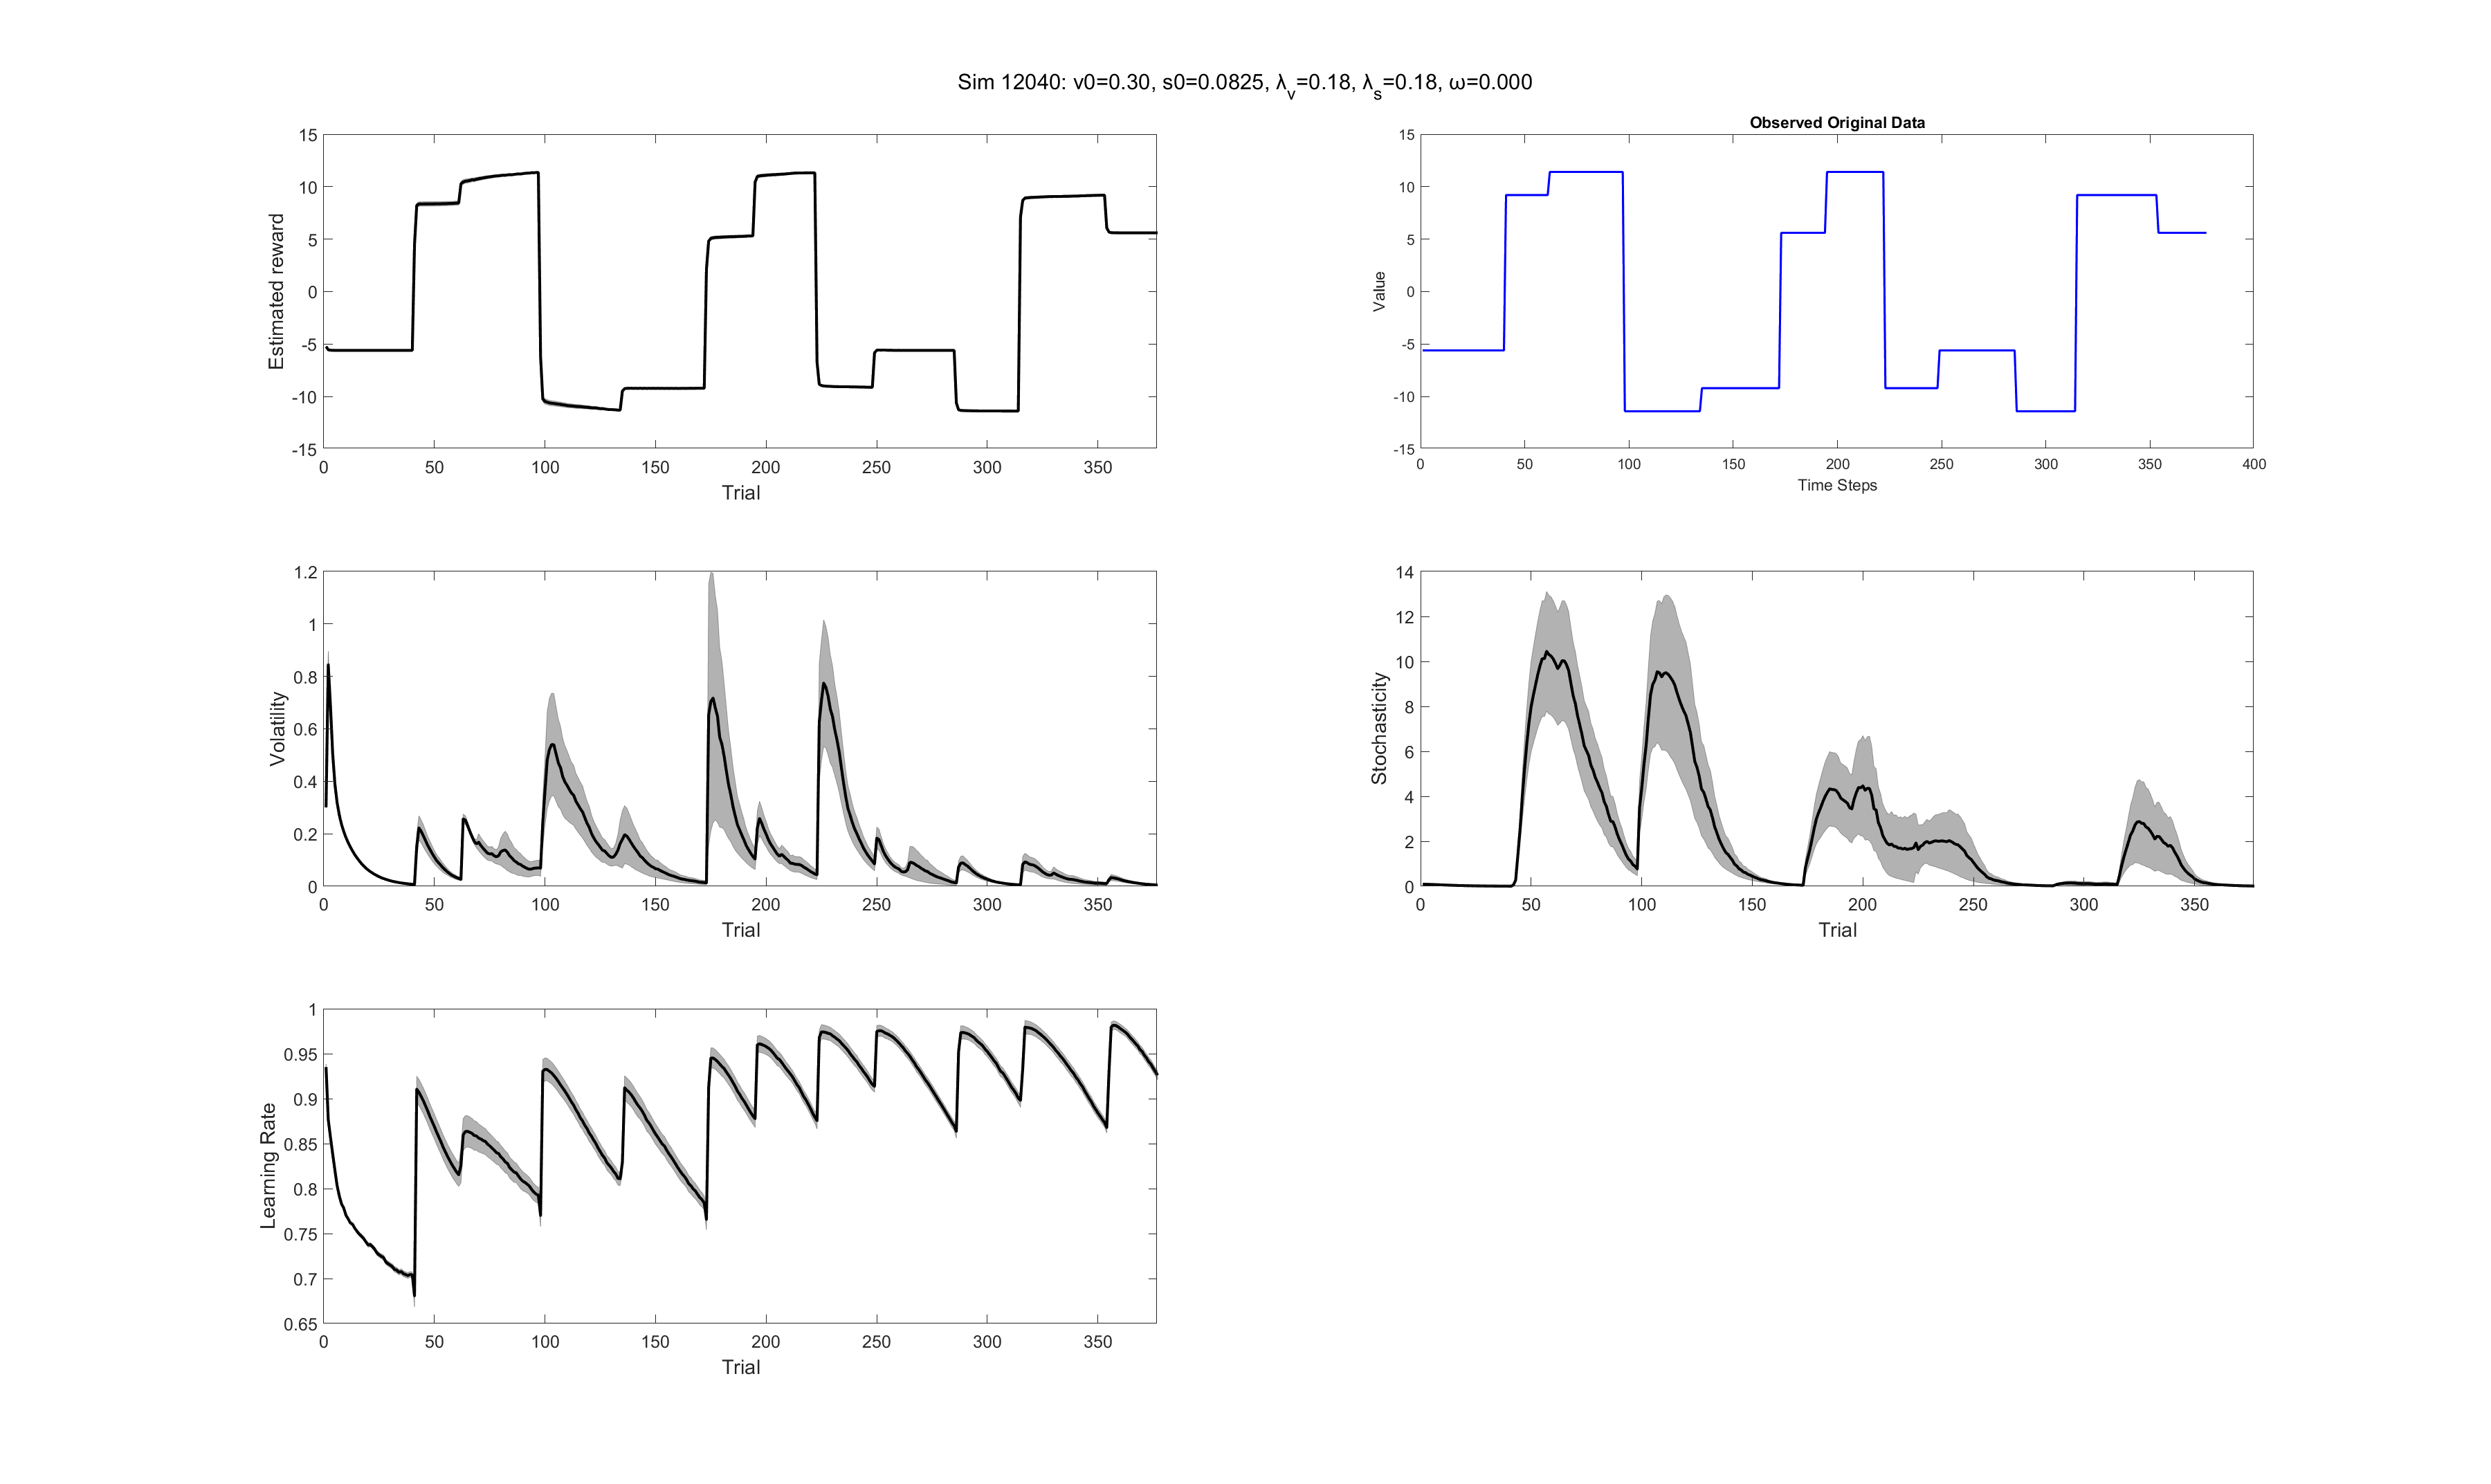 Sim 12040: v0=0.30, s0=0.0825, λv=0.18, λs=0.18, ω=0.000
15
10
5
0
-5
-10
-15
Estimated reward
0 50 100 150 200 250 300 350
Trial
Observed Original Data
15
10
5
0
-5
-10
-15
Value
0 50 100 150 200 250 300 350 400
Time Steps
1.2
1
0.8
0.6
0.4
0.2
0
Volatility
0 50 100 150 200 250 300 350
Trial
14
12
10
8
6
4
2
0
Stochasticity
0 50 100 150 200 250 300 350
Trial
1
0.95
0.9
0.85
0.8
0.75
0.7
0.65
Learning Rate
0 50 100 150 200 250 300 350
Trial